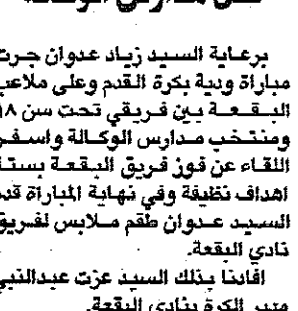 برعاية السيد زياد عدوان جرت
مباراة ودية بكرة القدم وعلى ملاعب
البقعة بين فريقي تحت سن ١٨
ومنتخب مدارس الوكالة واسفر
اللقاء عن فوز فريق البقعة بستة
اهداف نظيفة وفي نهاية المباراة قدم
السيد عدوان طقم ملابس لفريق
نادي البقعة.
افادنا بذلك السيد عزت عبدالنبي
مدير الكرة بنادي البقعة.